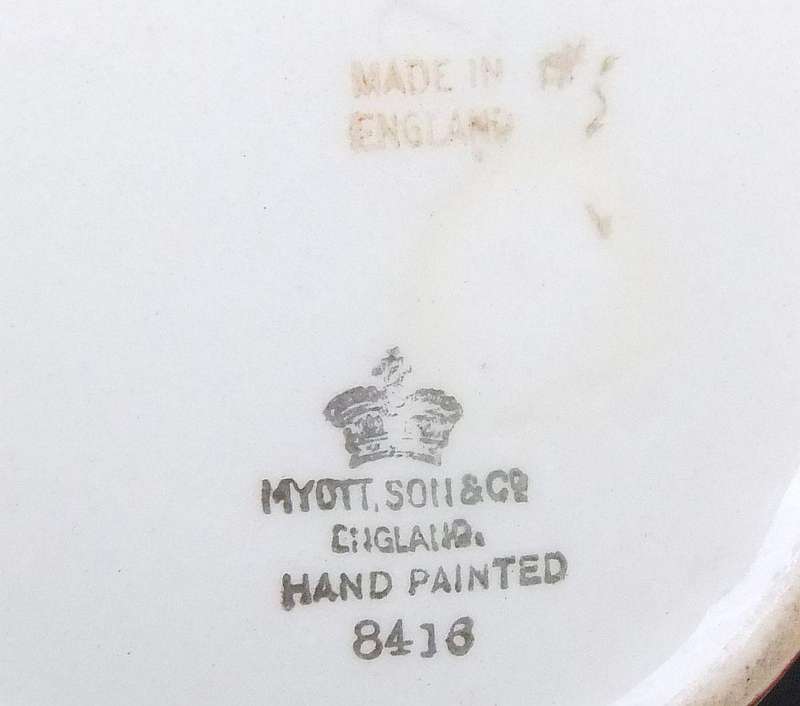 MADE IN
ENGLAND
MYOTT, SON & CO
ENGLAND.
HAND PAINTED
8416